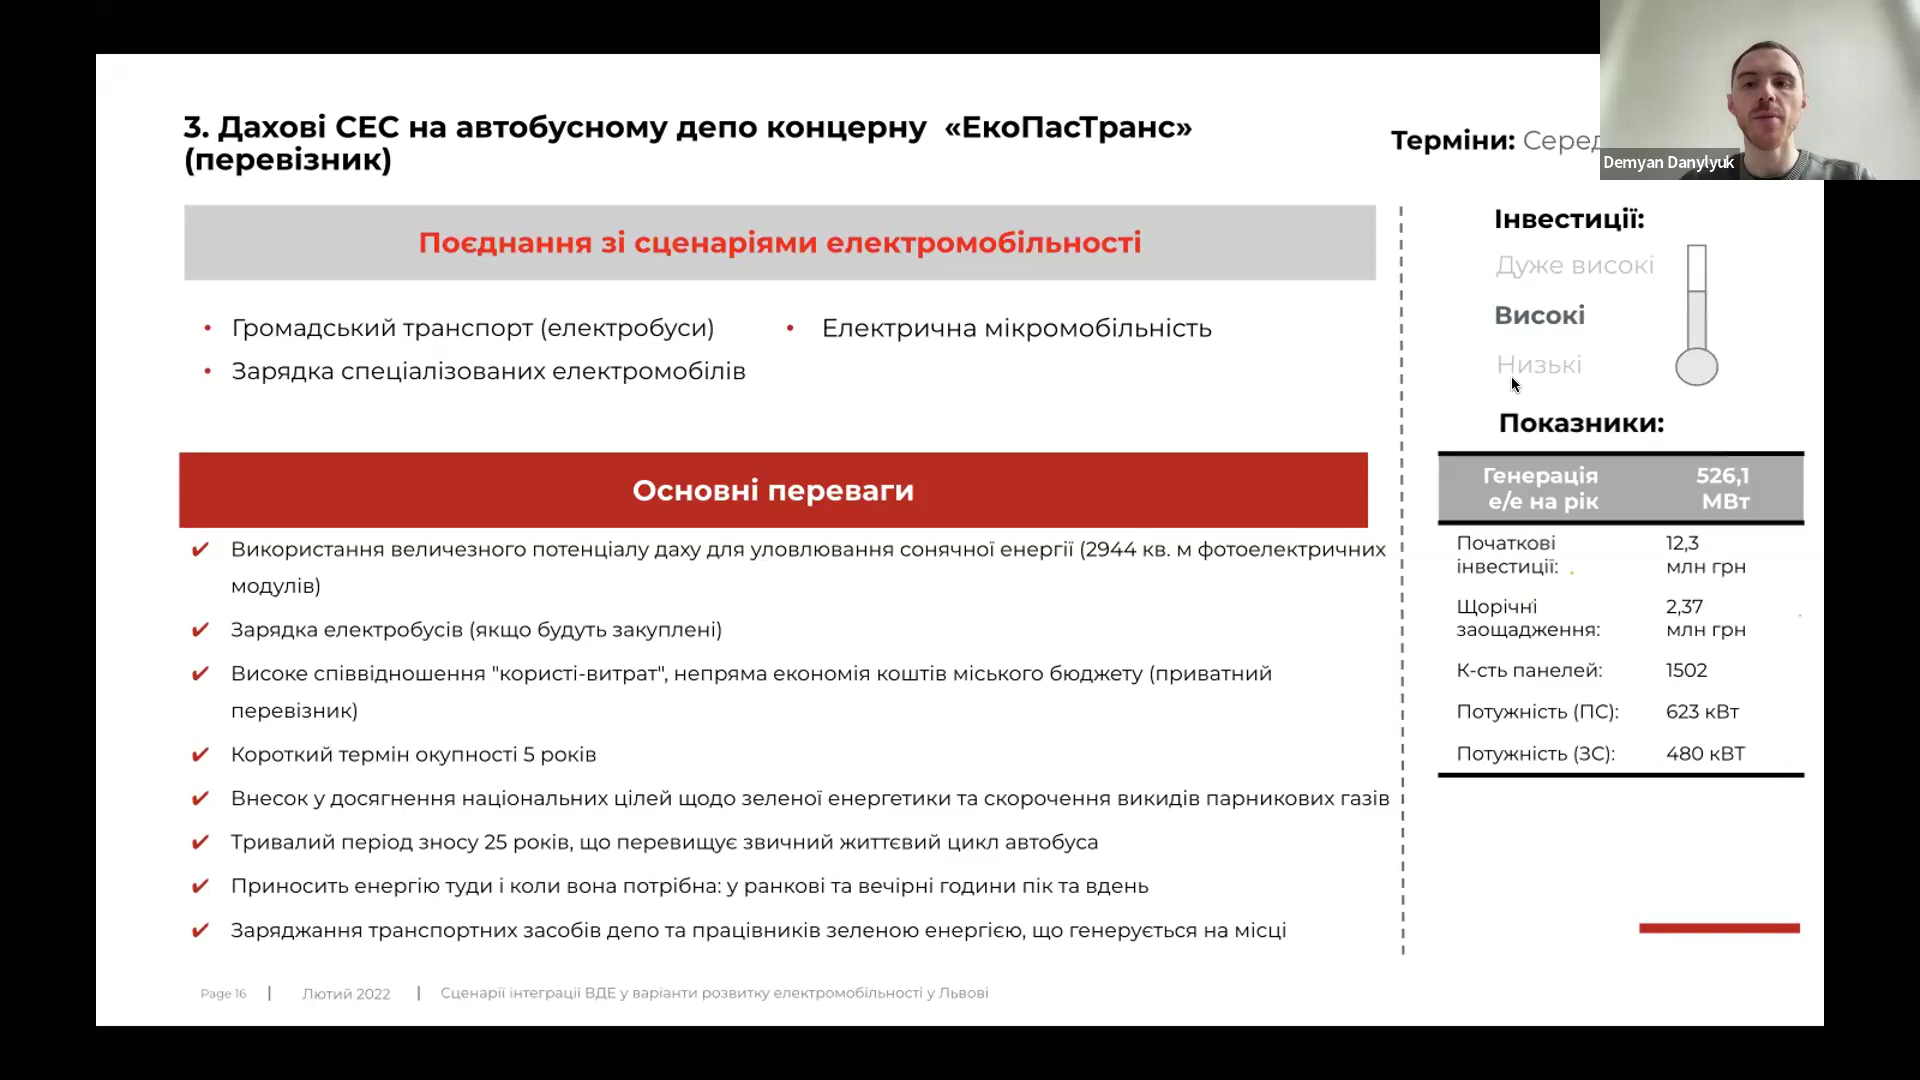 3. Дахові СЕС на автобусному депо концерну «ЕкоПасТранс»
(перевізник)
Терміни:
Demyan Danylyuk
Поєднання зі сценаріями електромобільності
• Громадський транспорт (електробуси)
• Зарядка спеціалізованих електромобілів
• Електрична мікромобільність
Основні переваги
✔ Використання величезного потенціалу даху для уловлювання сонячної енергії (2944 кв. м фотоелектричних
модулів)
✔ Зарядка електробусів (якщо будуть закуплені)
✔ Високе співвідношення "користі-витрат", непряма економія коштів міського бюджету (приватний
перевізник)
✔ Короткий термін окупності 5 років
✔ Внесок у досягнення національних цілей щодо зеленої енергетики та скорочення викидів парникових газів
✔ Тривалий період зносу 25 років, що перевищує звичний життєвий цикл автобуса
✔ Приносить енергію туди і коли вона потрібна: у ранкові та вечірні години пік та вдень
✔ Заряджання транспортних засобів депо та працівників зеленою енергією, що генерується на місці
Інвестиції:
Дуже високі
Високі
Низькі
Показники:
Генерація 526,1
е/е на рік МВт
Початкові 12,3
інвестиції: млн грн
Щорічні 2,37
заощадження: млн грн
К-сть панелей: 1502
Потужність (ПС): 623 кВт
Потужність (ЗС): 480 кВТ
Page 16 | Лютий 2022 | Сценарії інтеграції ВДЕ у варіанти розвитку електромобільності у Львові